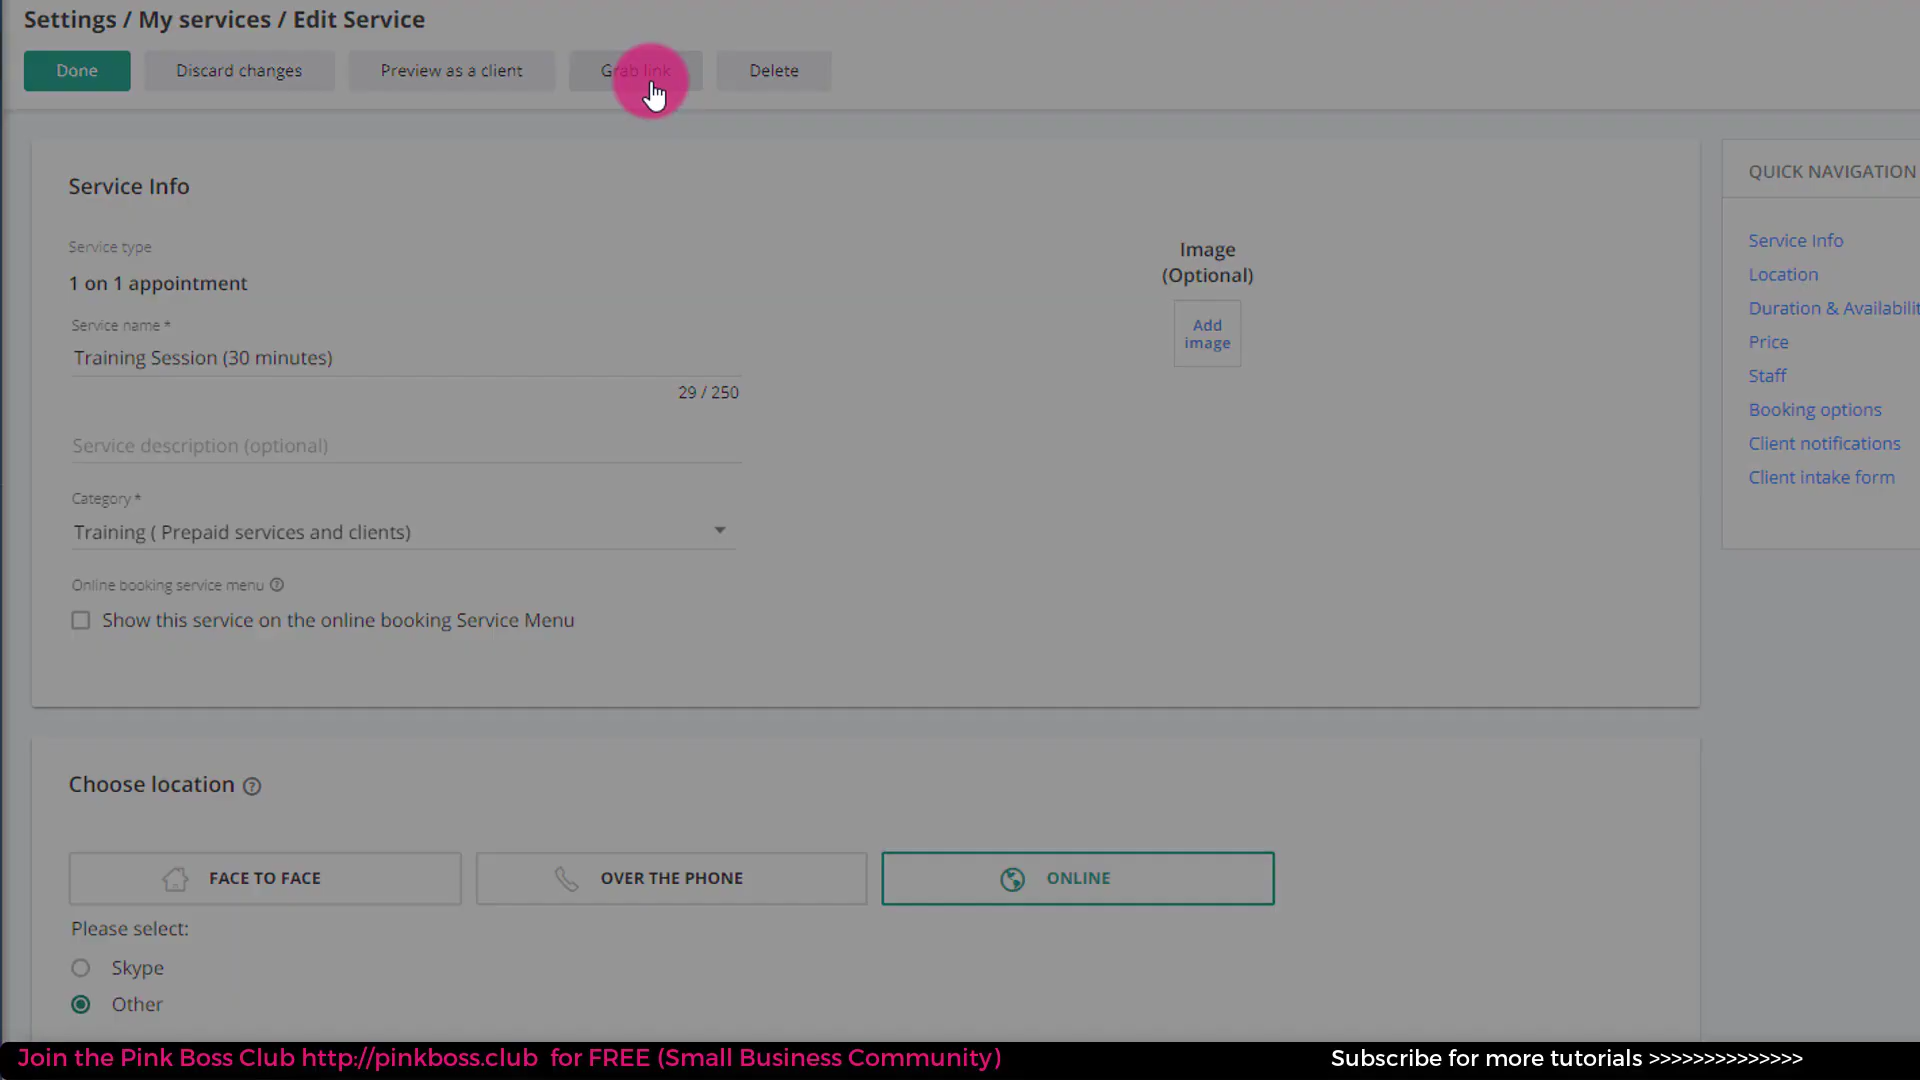 Settings / My services / Edit Service
Done
Discard changes
Preview as a client
Grab link
Delete
Service Info
Service type
1 on 1 appointment
Service name *
Training Session (30 minutes)
29 / 250
Service description (optional)
Category *
Training ( Prepaid services and clients)
Online booking service menu ?
Show this service on the online booking Service Menu
Image
(Optional)
Add
image
QUICK NAVIGATION
Service Info
Location
Duration & Availabilit
Price
Staff
Booking options
Client notifications
Client intake form
Choose location ?
FACE TO FACE
OVER THE PHONE
ONLINE
Please select:
Skype
Other
Join the Pink Boss Club http://pinkboss.club for FREE (Small Business Community)
Subscribe for more tutorials >>>>>>>>>>>>>>